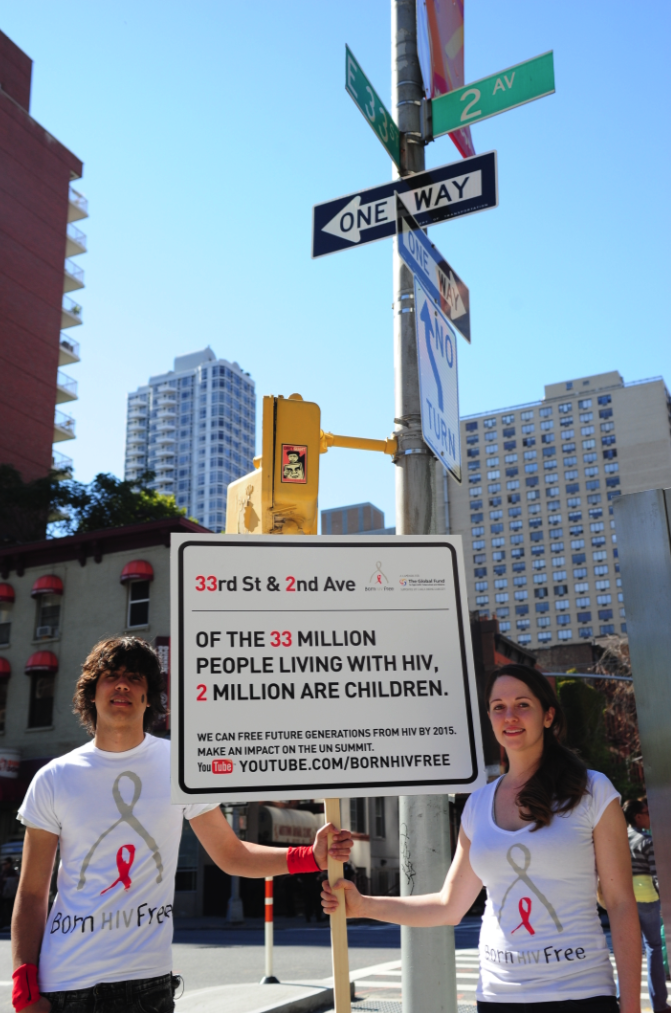 E 33 ST
2 AV
ONE WAY
ONE WAY
NO
TURN
33rd St & 2nd Ave
Born HIV Free
The Global Fund
OF THE 33 MILLION
PEOPLE LIVING WITH HIV,
2 MILLION ARE CHILDREN.
WE CAN FREE FUTURE GENERATIONS FROM HIV BY 2015.
MAKE AN IMPACT ON THE UN SUMMIT.
YouTube YOUTUBE.COM/BORNHIVFREE
Born HIV Free
Born HIV Free